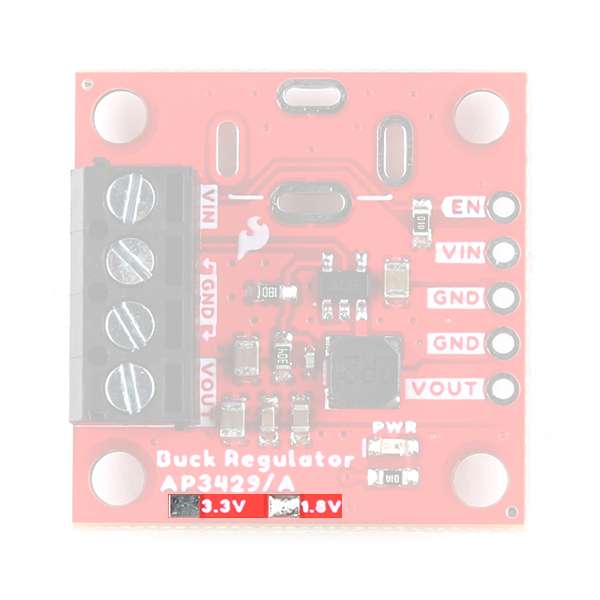 VIN
GND
VOUT
EN
VIN
GND
GND
VOUT
PWR
Buck Regulator
AP3429/A
3.3V 1.8V